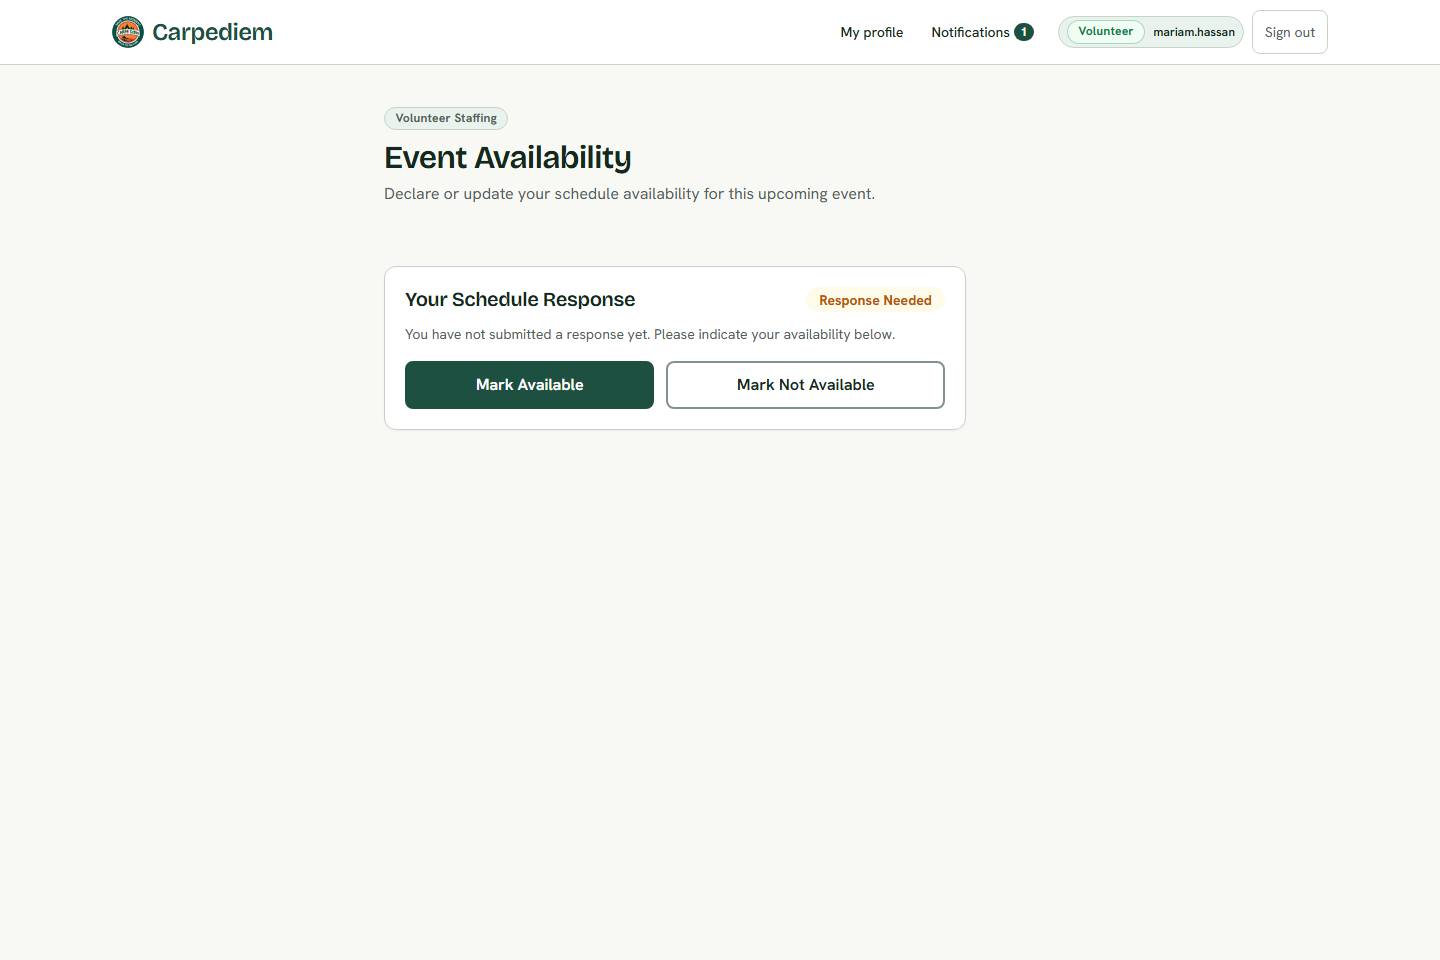 Carpediem
My profile
Notifications 1
Volunteer mariam.hassan
Sign out
Volunteer Staffing
Event Availability
Declare or update your schedule availability for this upcoming event.
Your Schedule Response
Response Needed
You have not submitted a response yet. Please indicate your availability below.
Mark Available
Mark Not Available